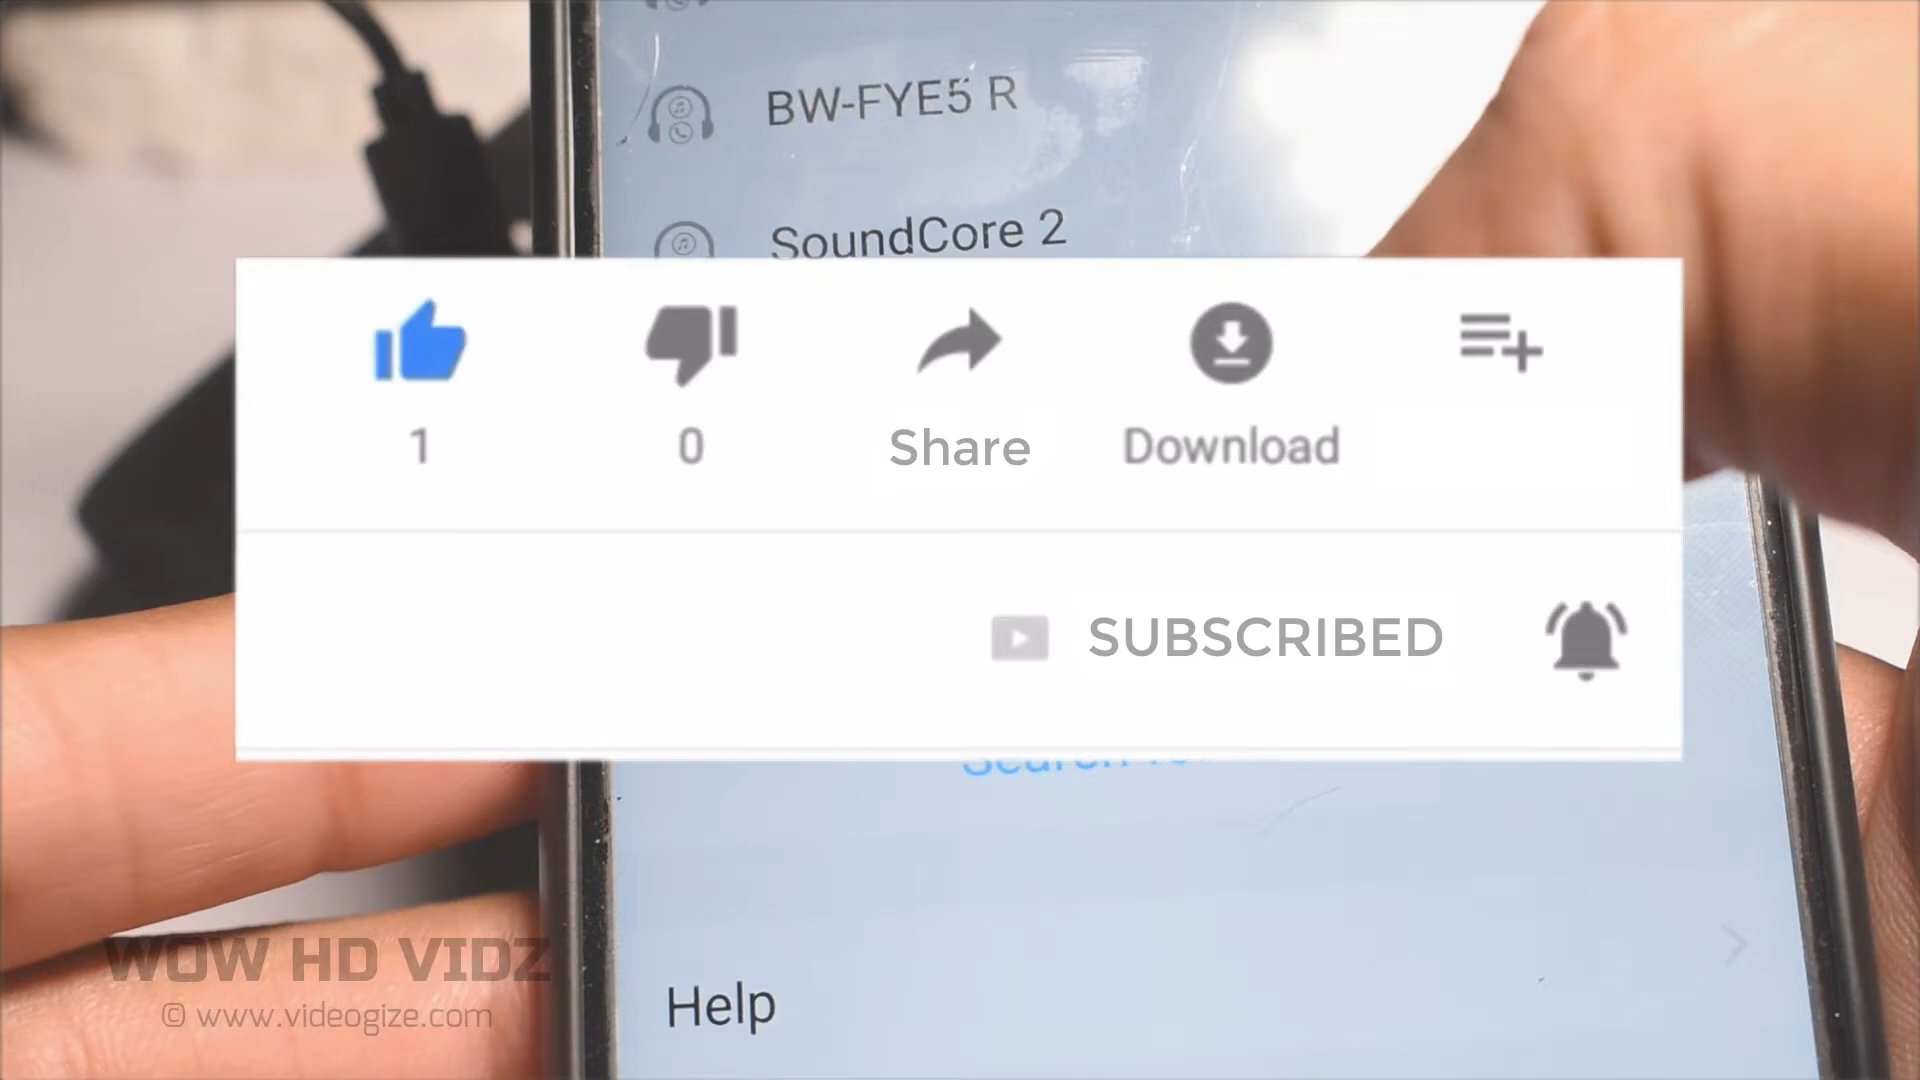 BW-FYE5 R
SoundCore 2
1
0
Share
Download
SUBSCRIBED
Help
WOW HD VIDZ
© www.videogize.com